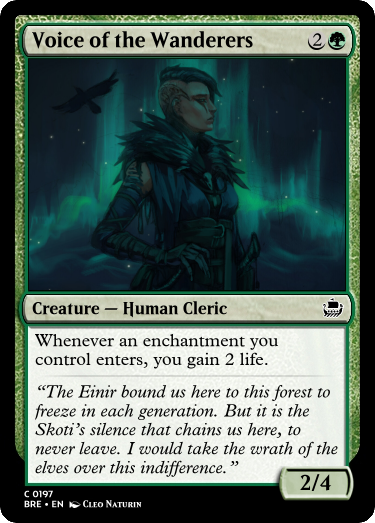 Voice of the Wanderers 2
Creature — Human Cleric
Whenever an enchantment you
control enters, you gain 2 life.
“The Einir bound us here to this forest to
freeze in each generation. But it is the
Skoti’s silence that chains us here, to
never leave. I would take the wrath of the
elves over this indifference.”
2/4
C 0197
BRE • EN Cleo Naturin